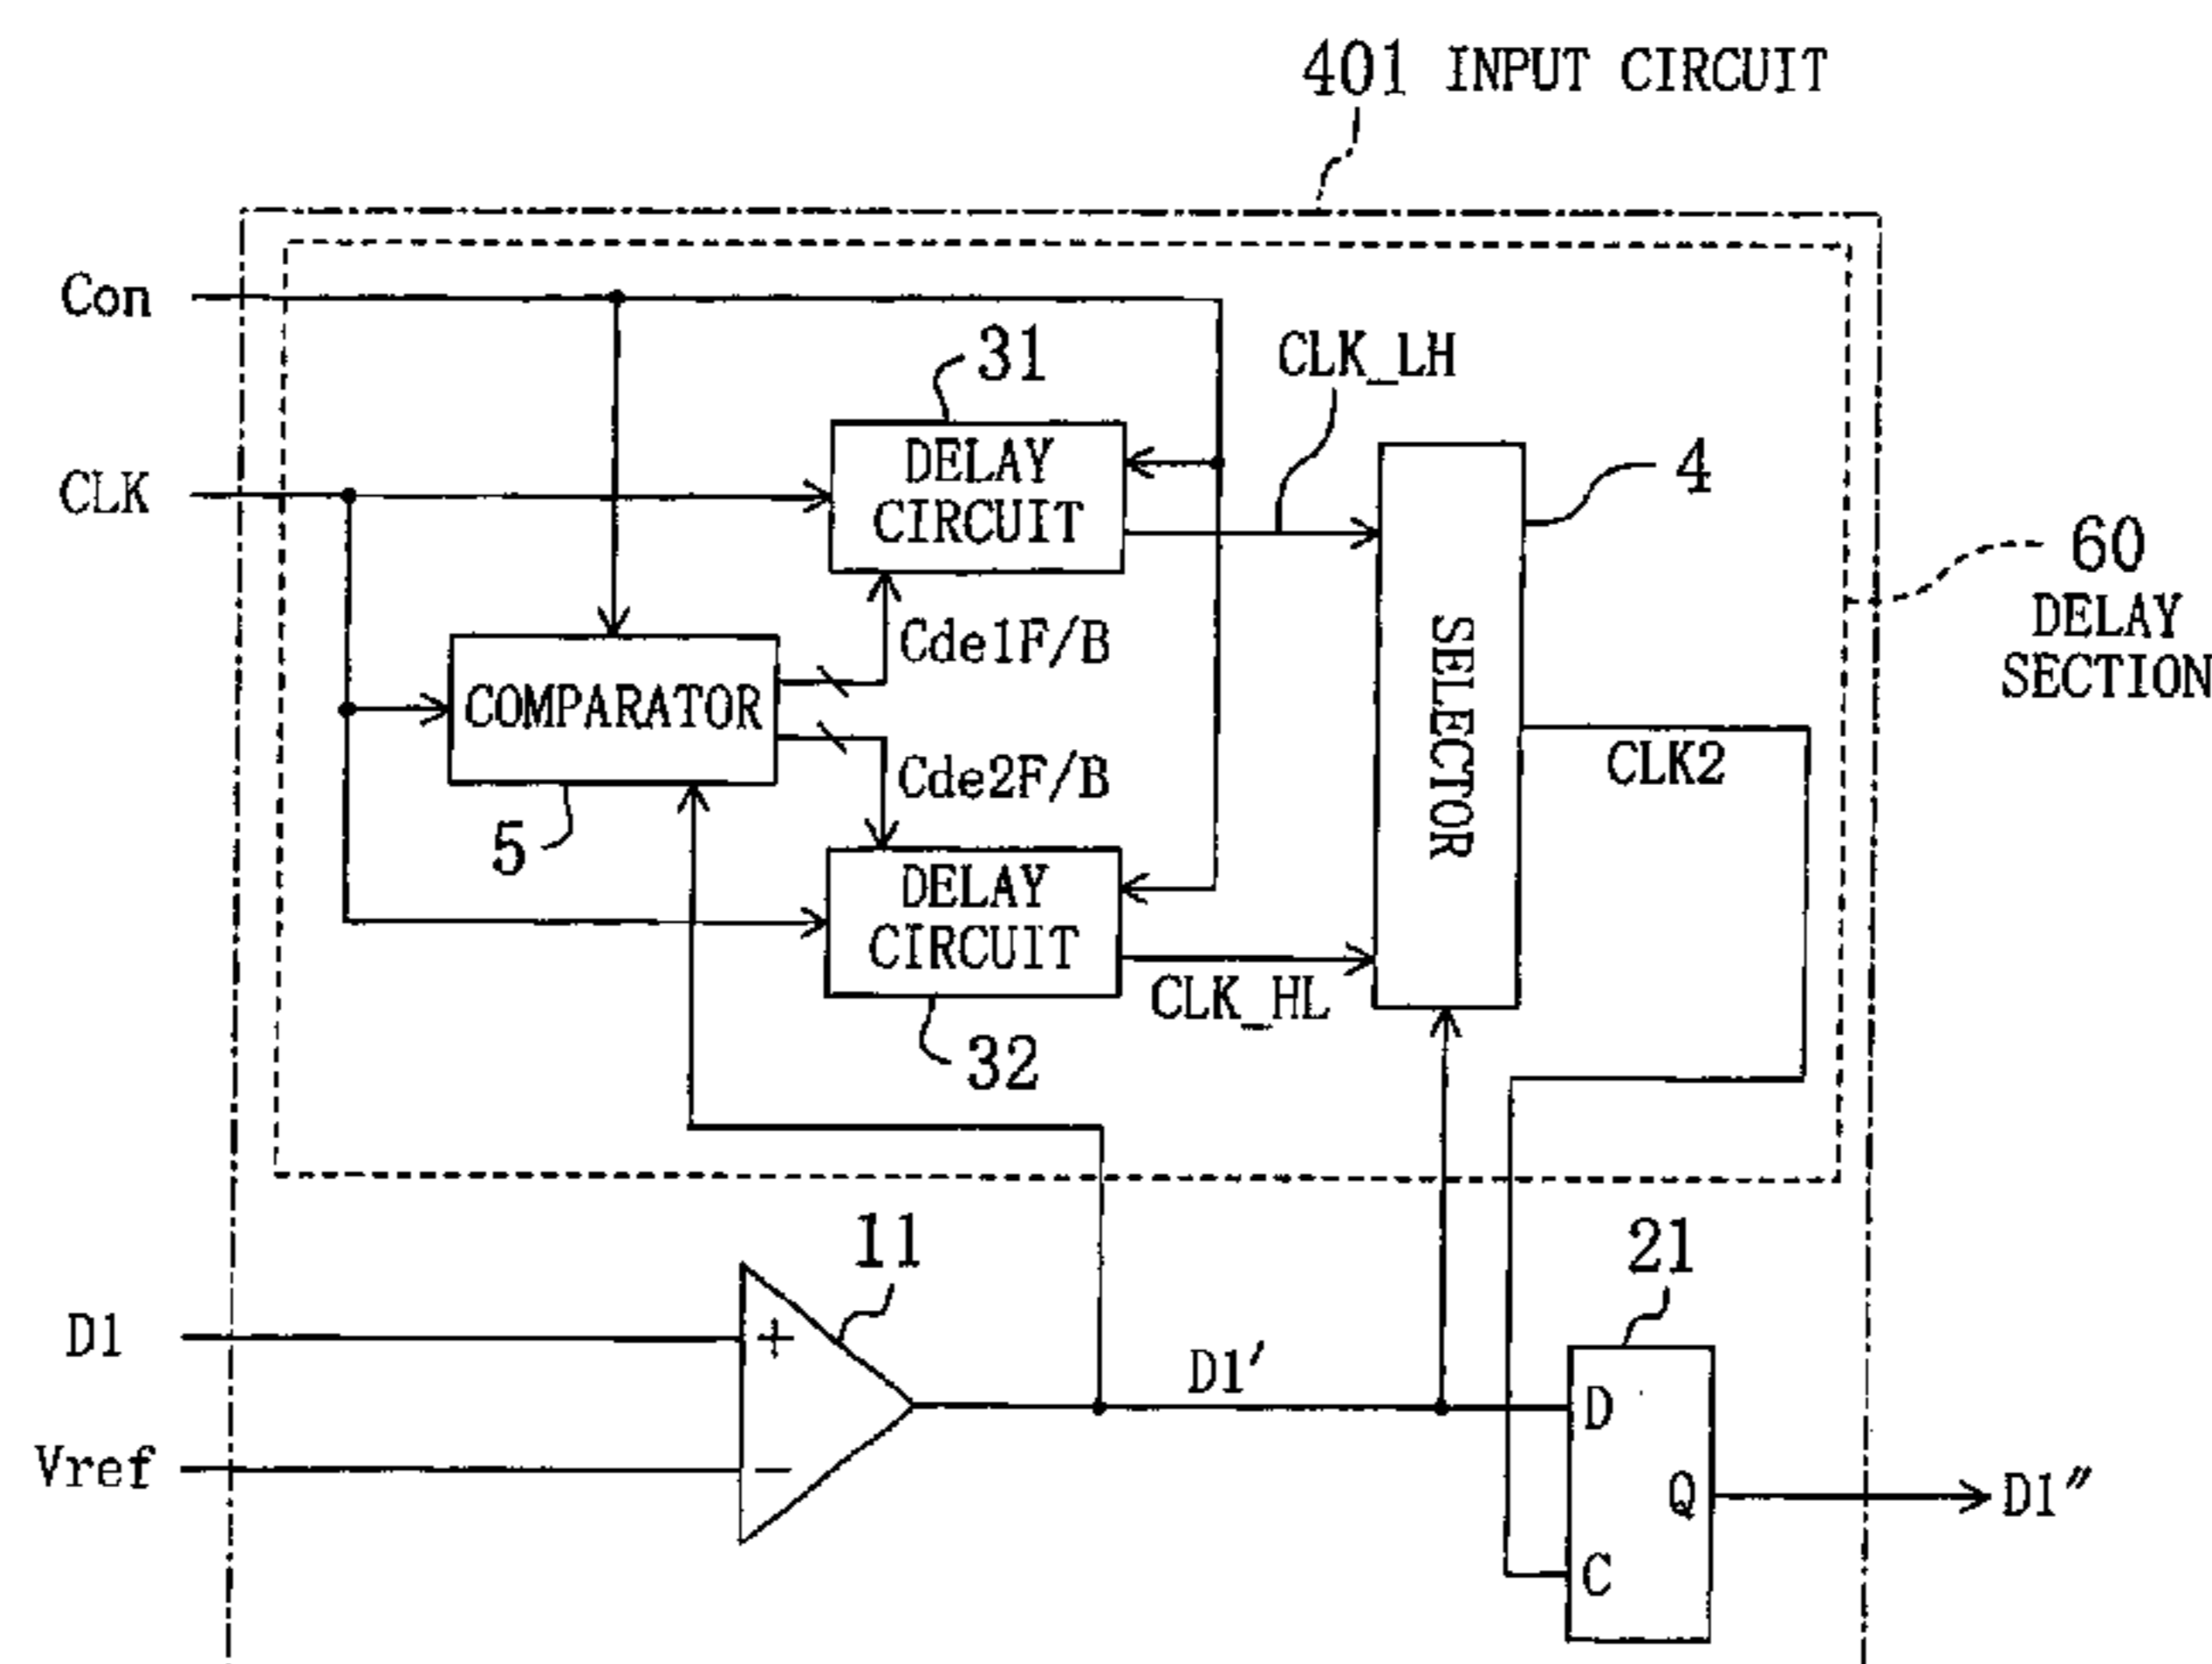 401 INPUT CIRCUIT
Con
31
CLK_LH
DELAY
CIRCUIT
CLK
4
60
DELAY
SECTION
Cde1F/B
COMPARATOR
SELECTOR
Cde2F/B
CLK2
5
DELAY
CIRCUIT
CLK_HL
32
11
21
D1
+
D1′
D
Vref
−
Q
D1″
C